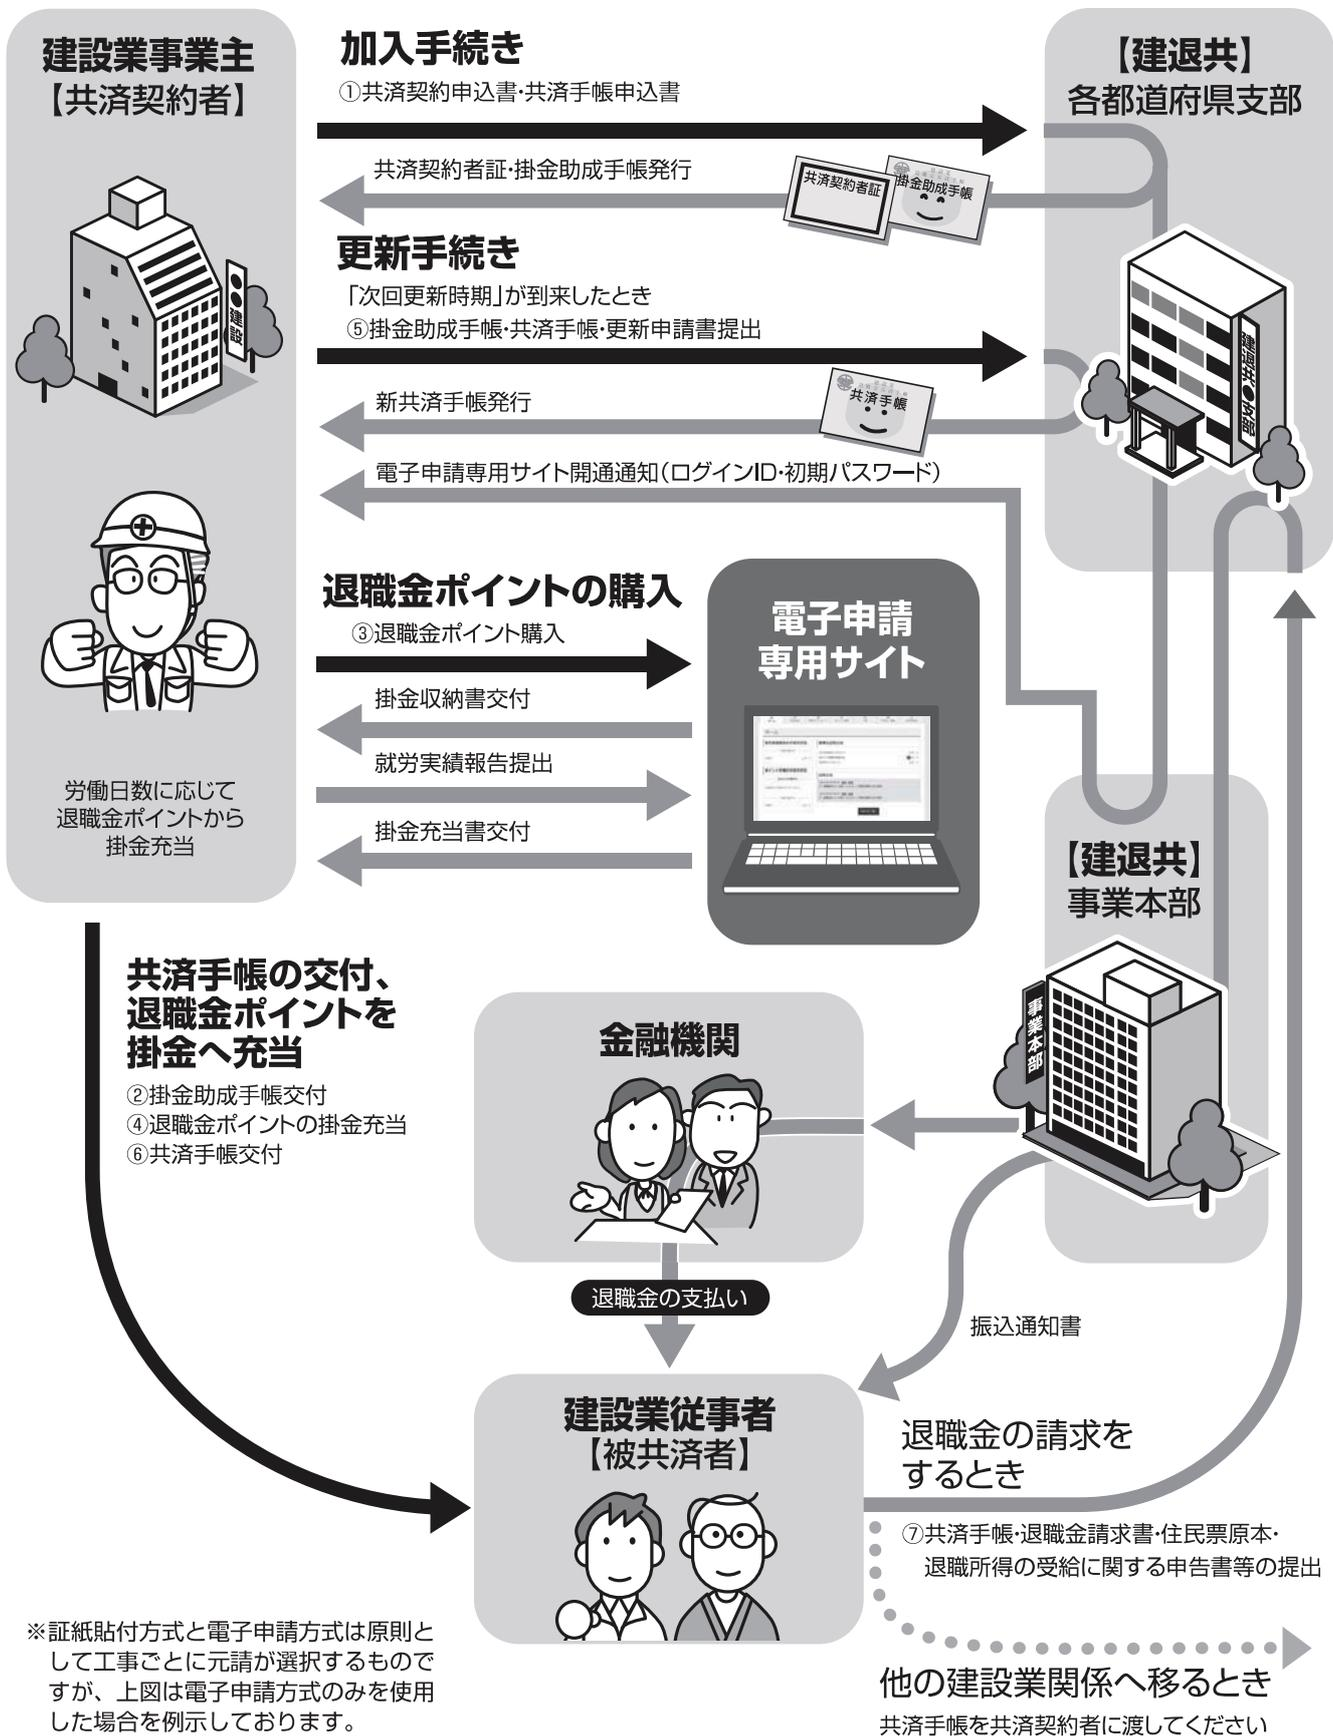 建設業事業主
【共済契約者】
加入手続き
①共済契約申込書・共済手帳申込書
【建退共】
各都道府県支部
共済契約者証・掛金助成手帳発行
共済契約者証
掛金助成手帳
更新手続き
「次回更新時期」が到来したとき
⑤掛金助成手帳・共済手帳・更新申請書提出
●●建設
建退共●支部
新共済手帳発行
共済手帳
電子申請専用サイト開通通知（ログインID・初期パスワード）
退職金ポイントの購入
③退職金ポイント購入
掛金収納書交付
就労実績報告提出
掛金充当書交付
電子申請
専用サイト
労働日数に応じて
退職金ポイントから
掛金充当
【建退共】
事業本部
事業本部
共済手帳の交付、
退職金ポイントを
掛金へ充当
②掛金助成手帳交付
④退職金ポイントの掛金充当
⑥共済手帳交付
金融機関
退職金の支払い
振込通知書
建設業従事者
【被共済者】
退職金の請求を
するとき
⑦共済手帳・退職金請求書・住民票原本・
退職所得の受給に関する申告書等の提出
他の建設業関係へ移るとき
共済手帳を共済契約者に渡してください
※証紙貼付方式と電子申請方式は原則と
して工事ごとに元請が選択するもので
すが、上図は電子申請方式のみを使用
した場合を例示しております。